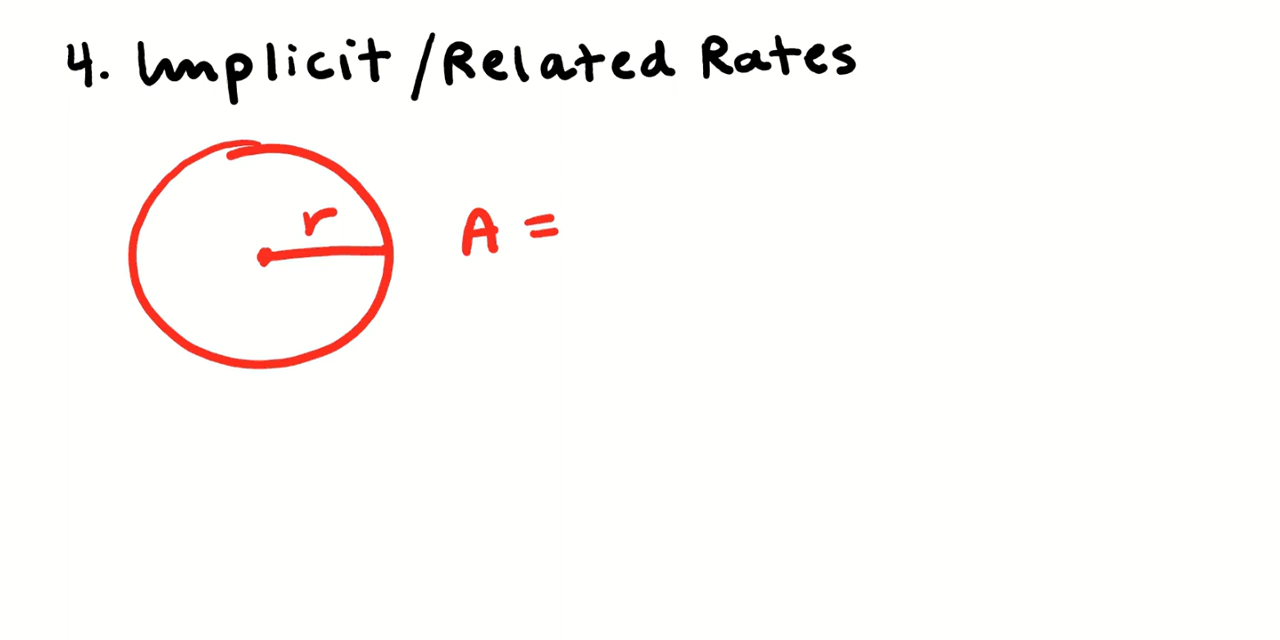 4. Implicit/Related Rates
r
A =